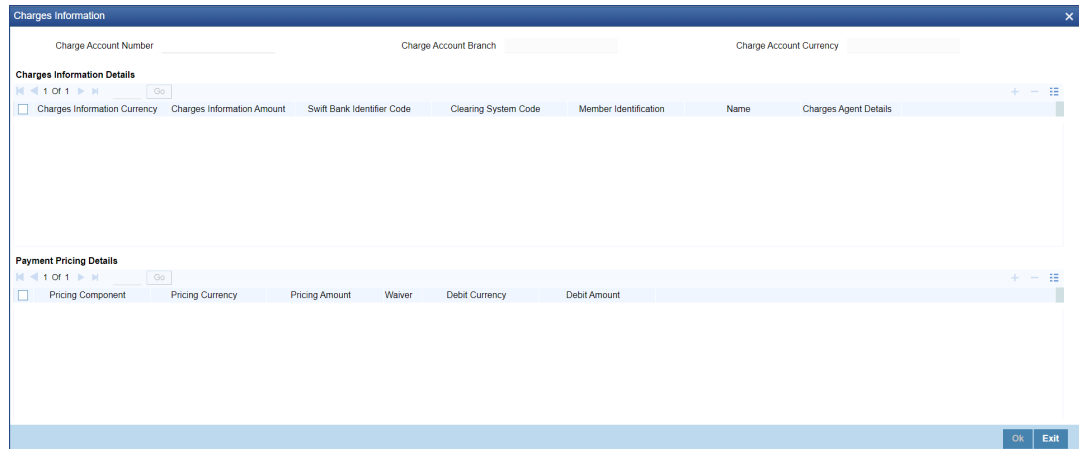 Charges Information
Charge Account Number Charge Account Branch Charge Account Currency
Charges Information Details
1 Of 1 Go
Charges Information Currency Charges Information Amount Swift Bank Identifier Code Clearing System Code Member Identification Name Charges Agent Details
Payment Pricing Details
1 Of 1 Go
Pricing Component Pricing Currency Pricing Amount Waiver Debit Currency Debit Amount
Ok Exit